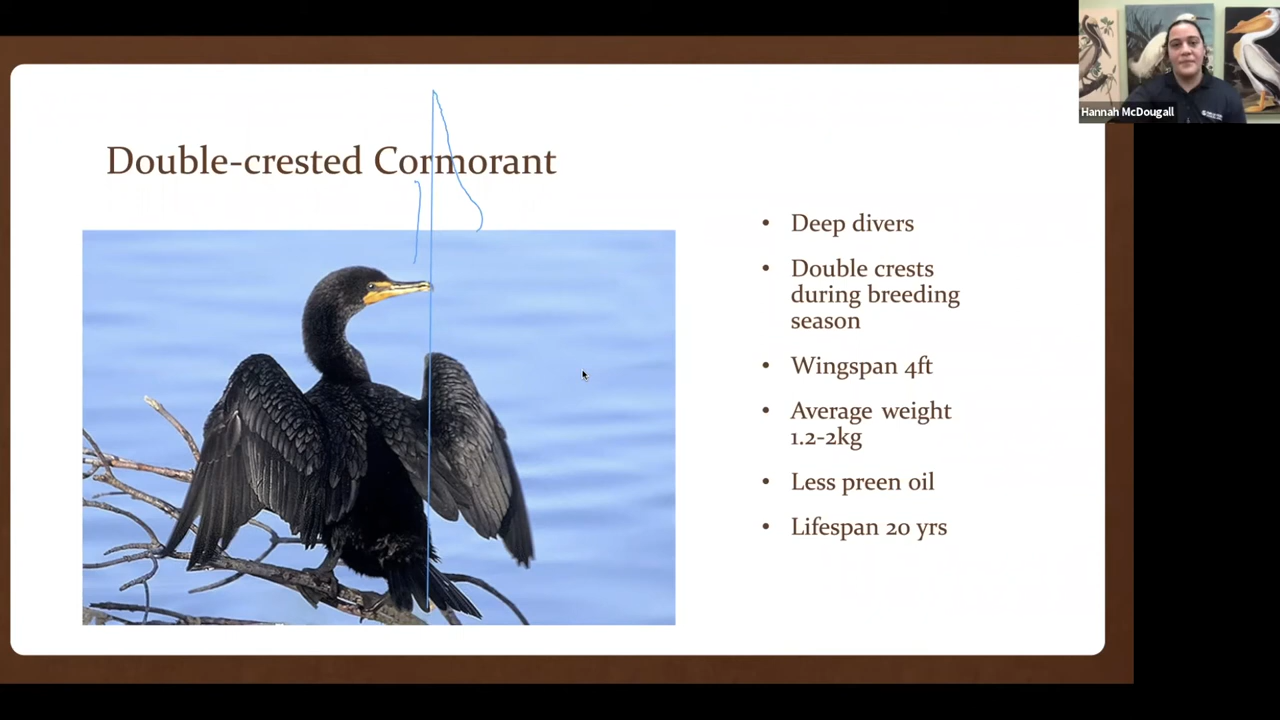 Hannah McDougall
Double-crested Cormorant
• Deep divers
• Double crests
during breeding
season
• Wingspan 4ft
• Average weight
1.2-2kg
• Less preen oil
• Lifespan 20 yrs